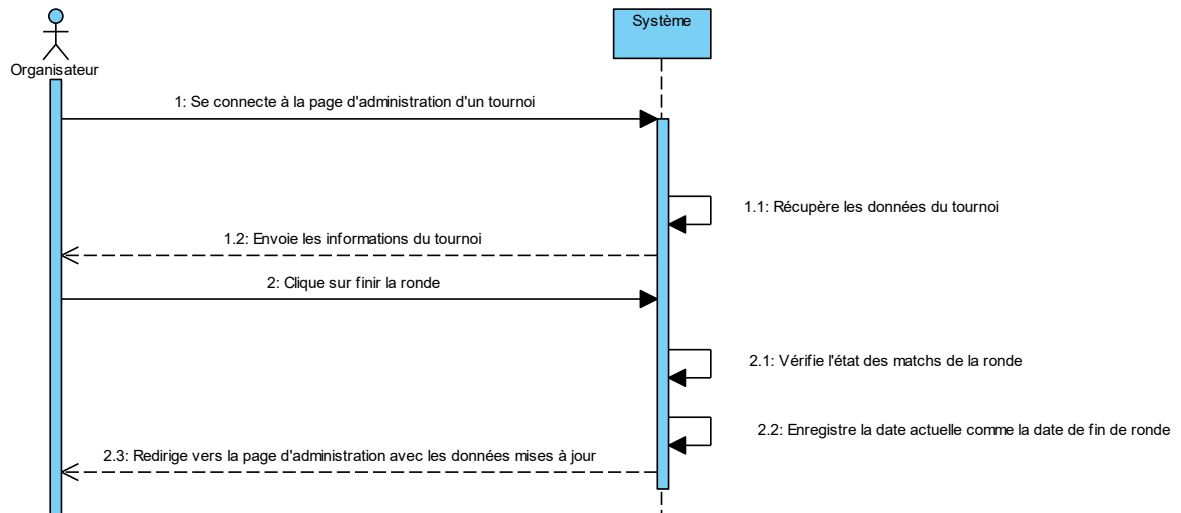 Système
Organisateur
1: Se connecte à la page d'administration d'un tournoi
1.1: Récupère les données du tournoi
1.2: Envoie les informations du tournoi
2: Clique sur finir la ronde
2.1: Vérifie l'état des matchs de la ronde
2.2: Enregistre la date actuelle comme la date de fin de ronde
2.3: Redirige vers la page d'administration avec les données mises à jour